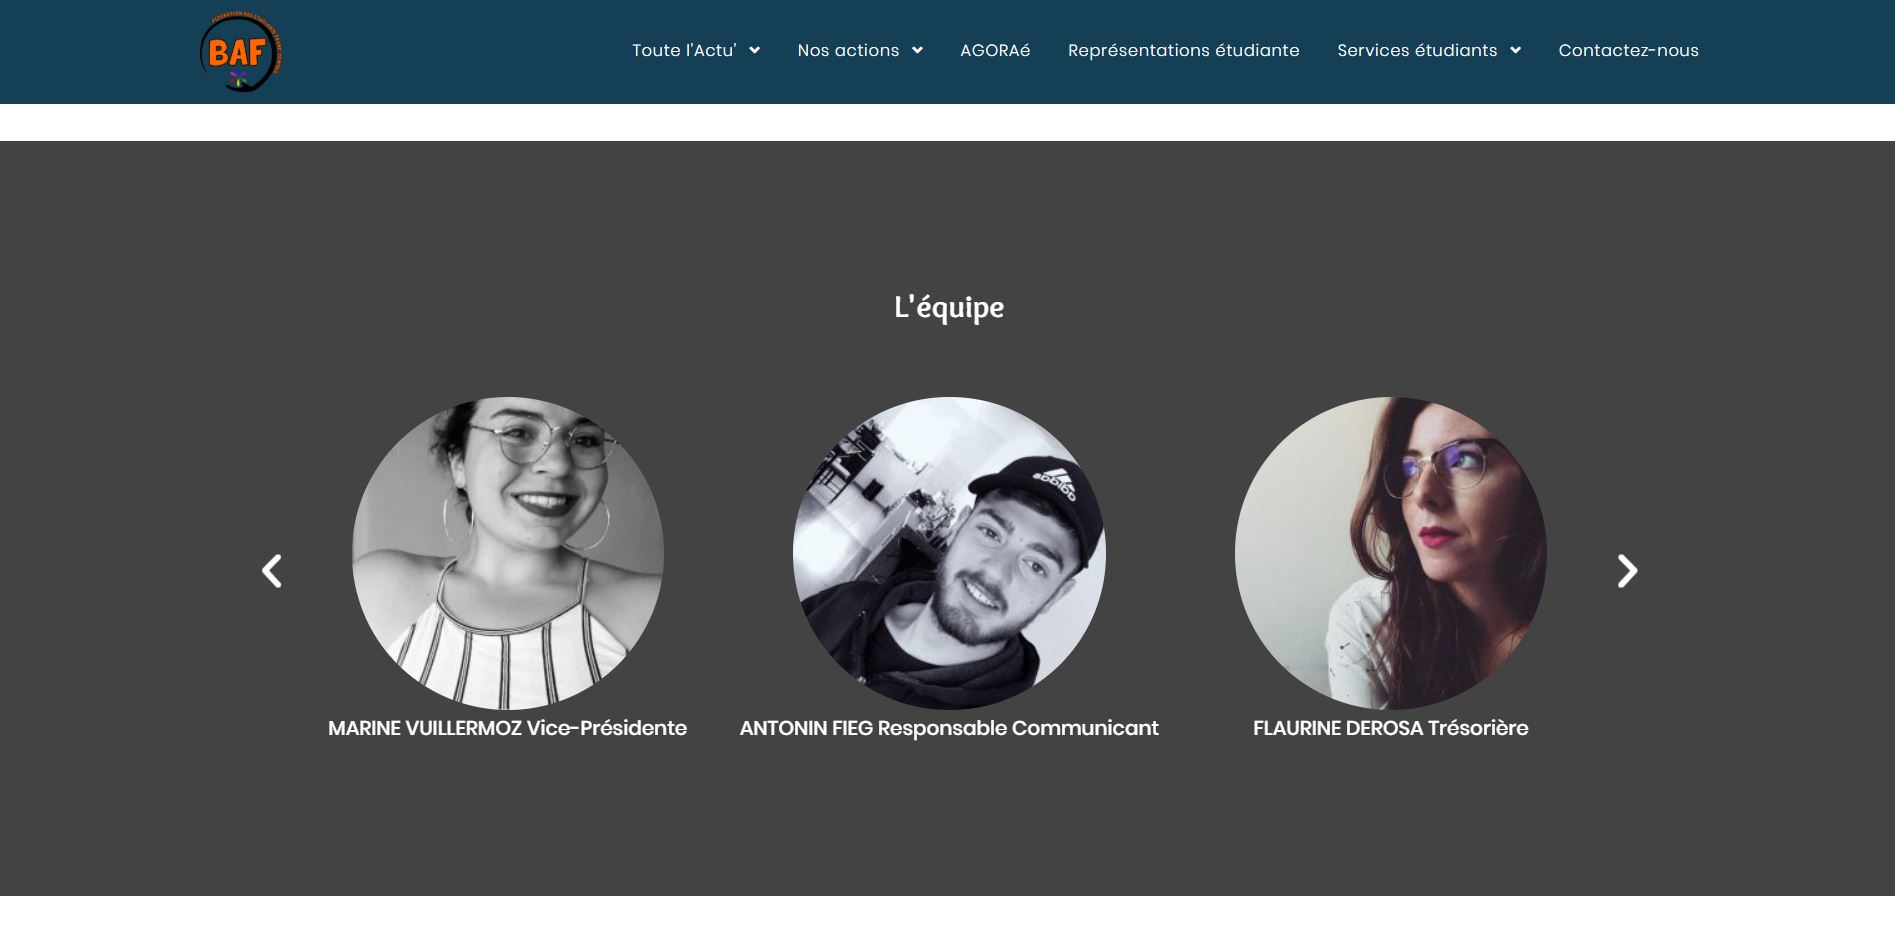 BAF
Toute l'Actu' Nos actions AGORAé Représentations étudiante Services étudiants Contactez-nous
L'équipe
adidas
MARINE VUILLERMOZ Vice-Présidente
ANTONIN FIEG Responsable Communicant
FLAURINE DEROSA Trésorière